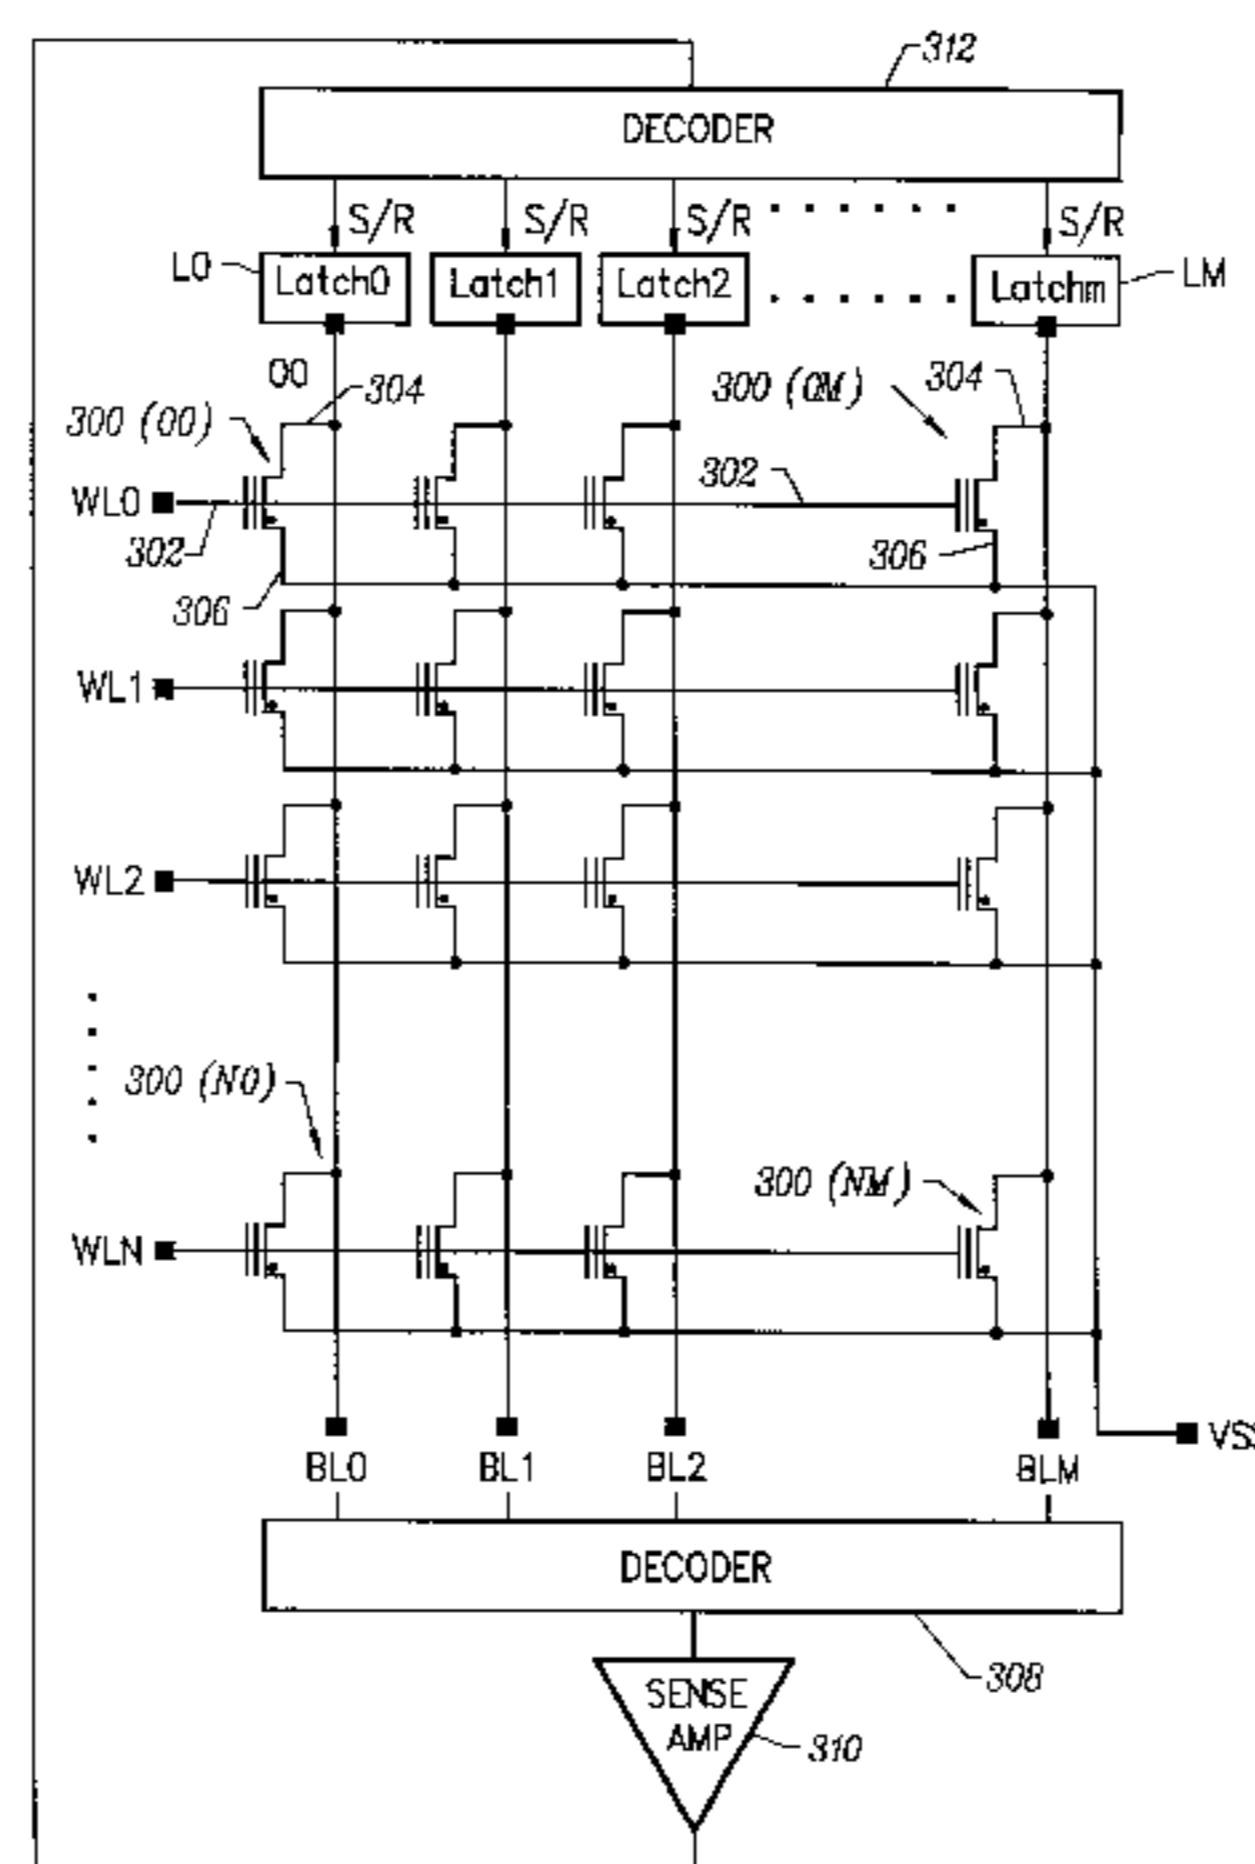 312
DECODER
S/R S/R S/R S/R
L0 Latch0 Latch1 Latch2 Latchm LM
00
304
300 (00)
300 (0M)
304
WL0
302
302
306
306
WL1
WL2
300 (N0)
300 (NM)
WLN
VSS
BL0 BL1 BL2 BLM
DECODER
308
SENSE
AMP
310